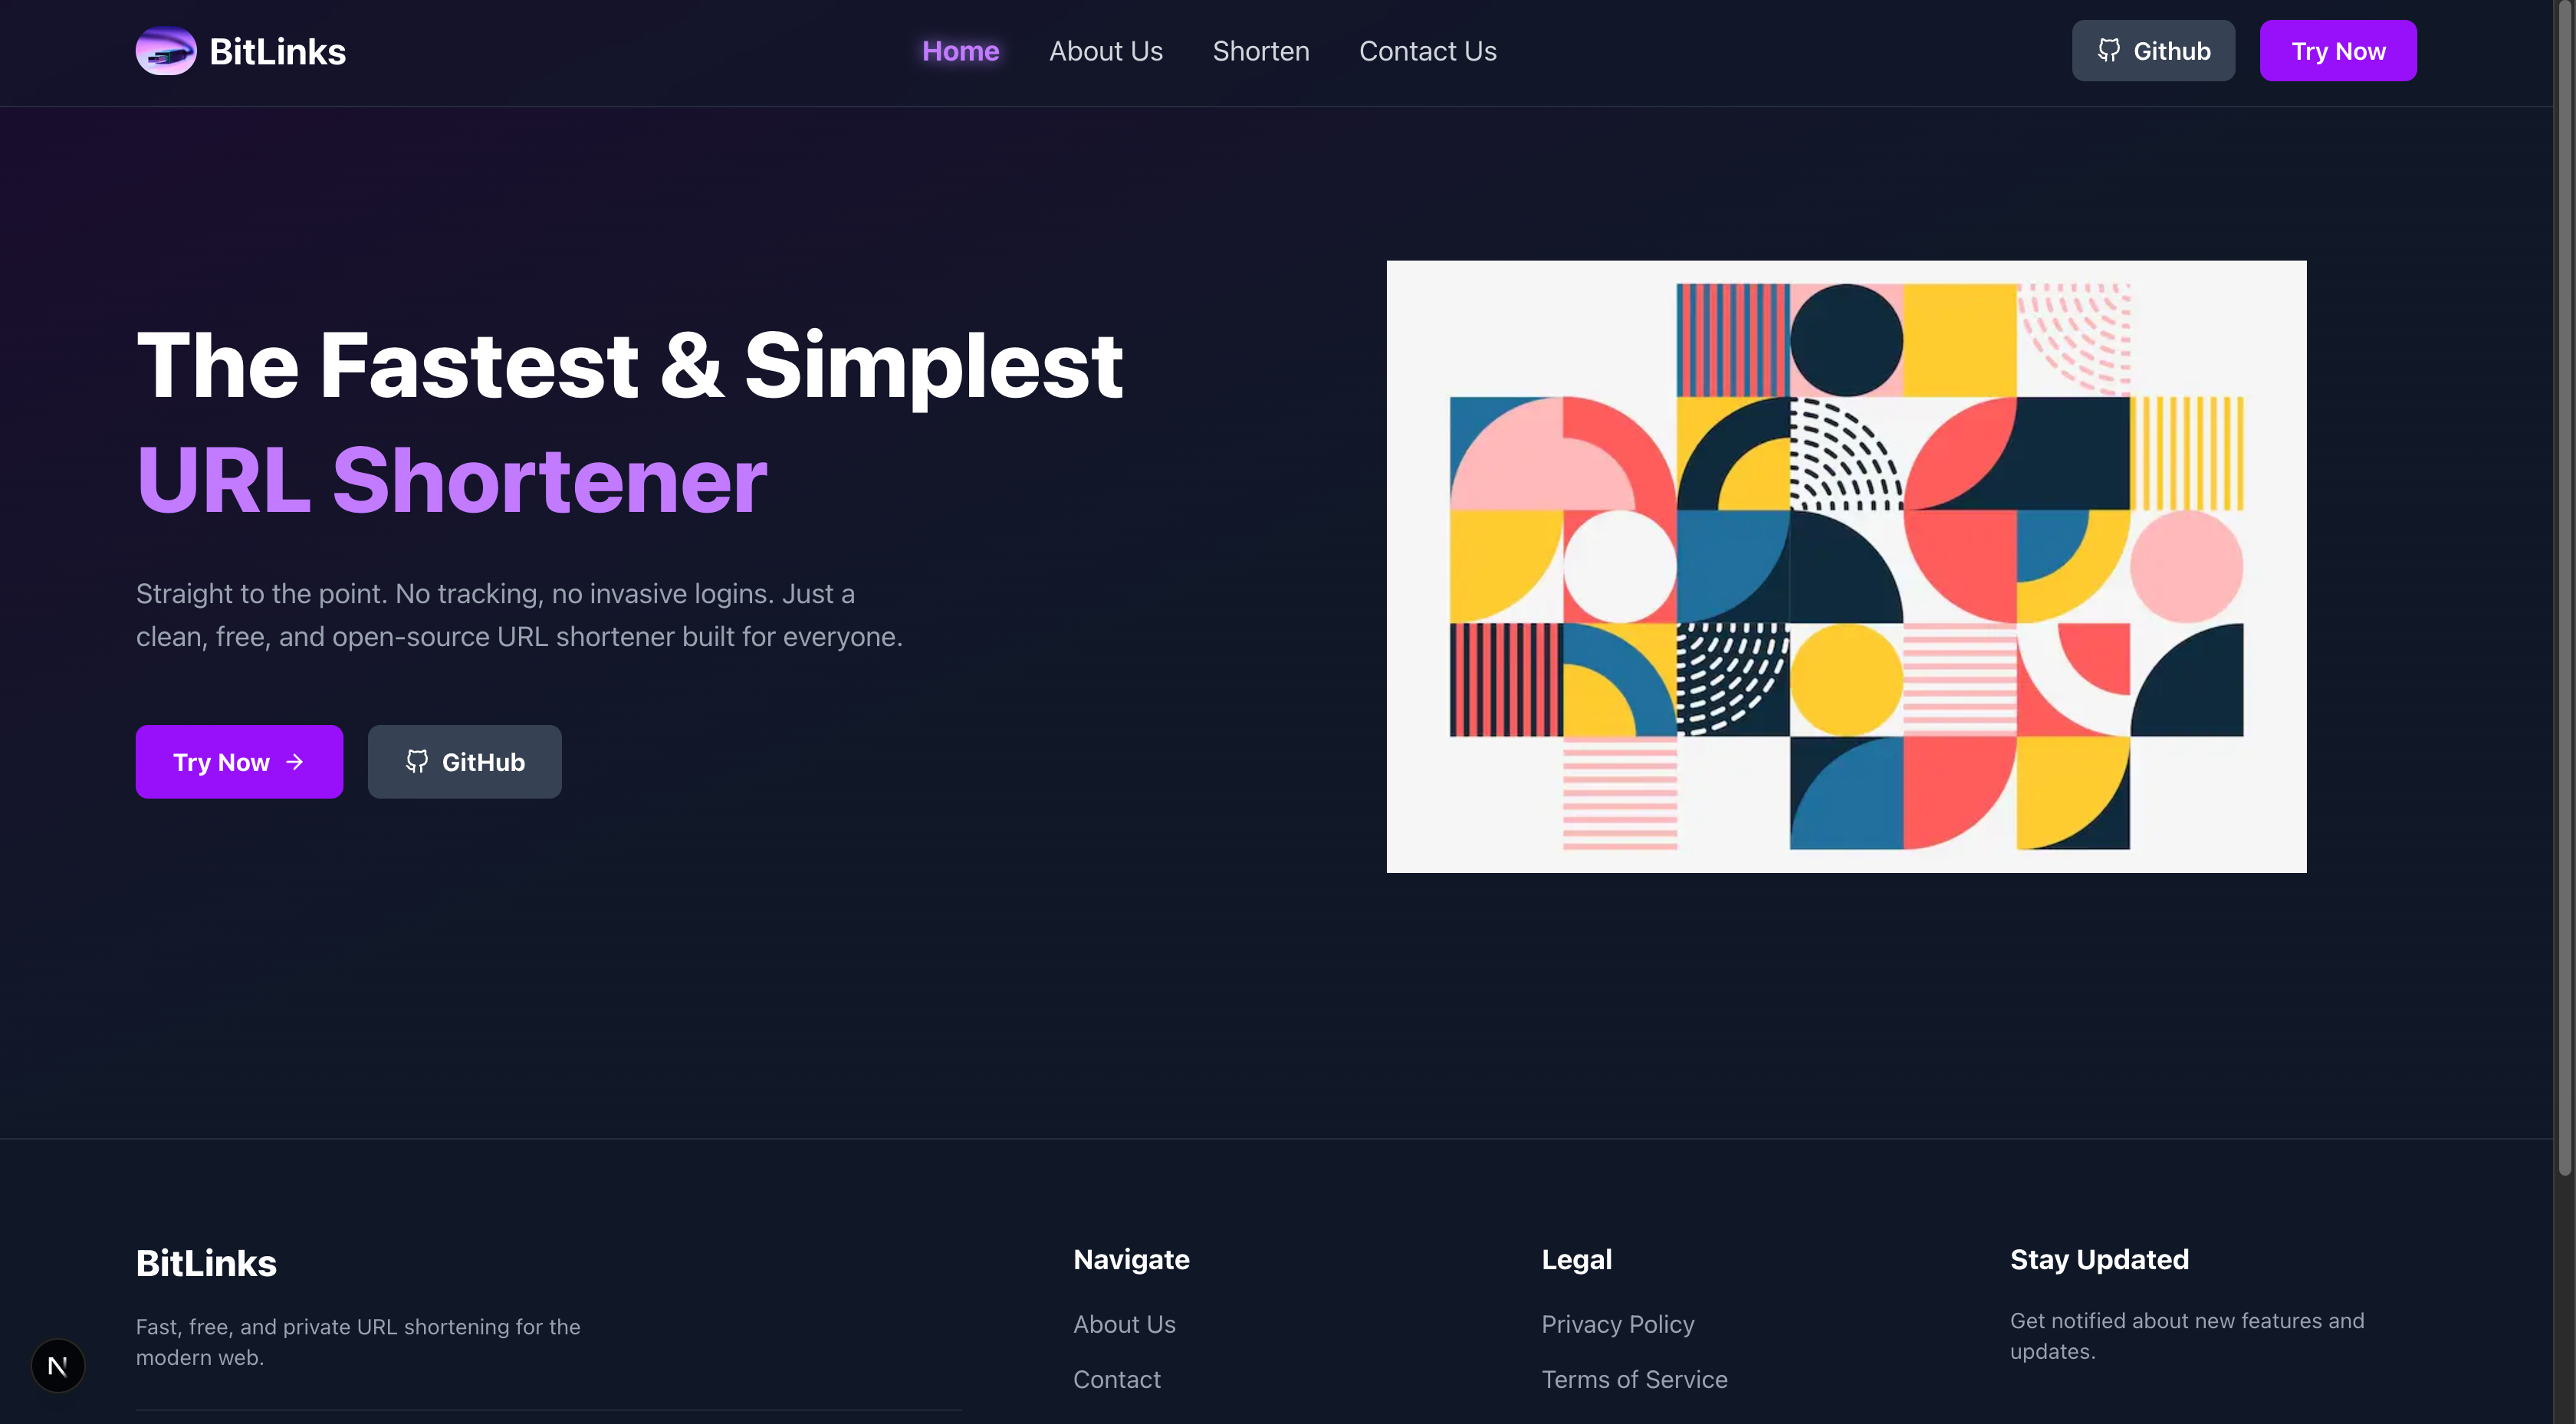 BitLinks
Home
About Us
Shorten
Contact Us
Github
Try Now
The Fastest & Simplest
URL Shortener
Straight to the point. No tracking, no invasive logins. Just a
clean, free, and open-source URL shortener built for everyone.
Try Now
GitHub
BitLinks
Fast, free, and private URL shortening for the
modern web.
Navigate
About Us
Contact
Legal
Privacy Policy
Terms of Service
Stay Updated
Get notified about new features and
updates.
N